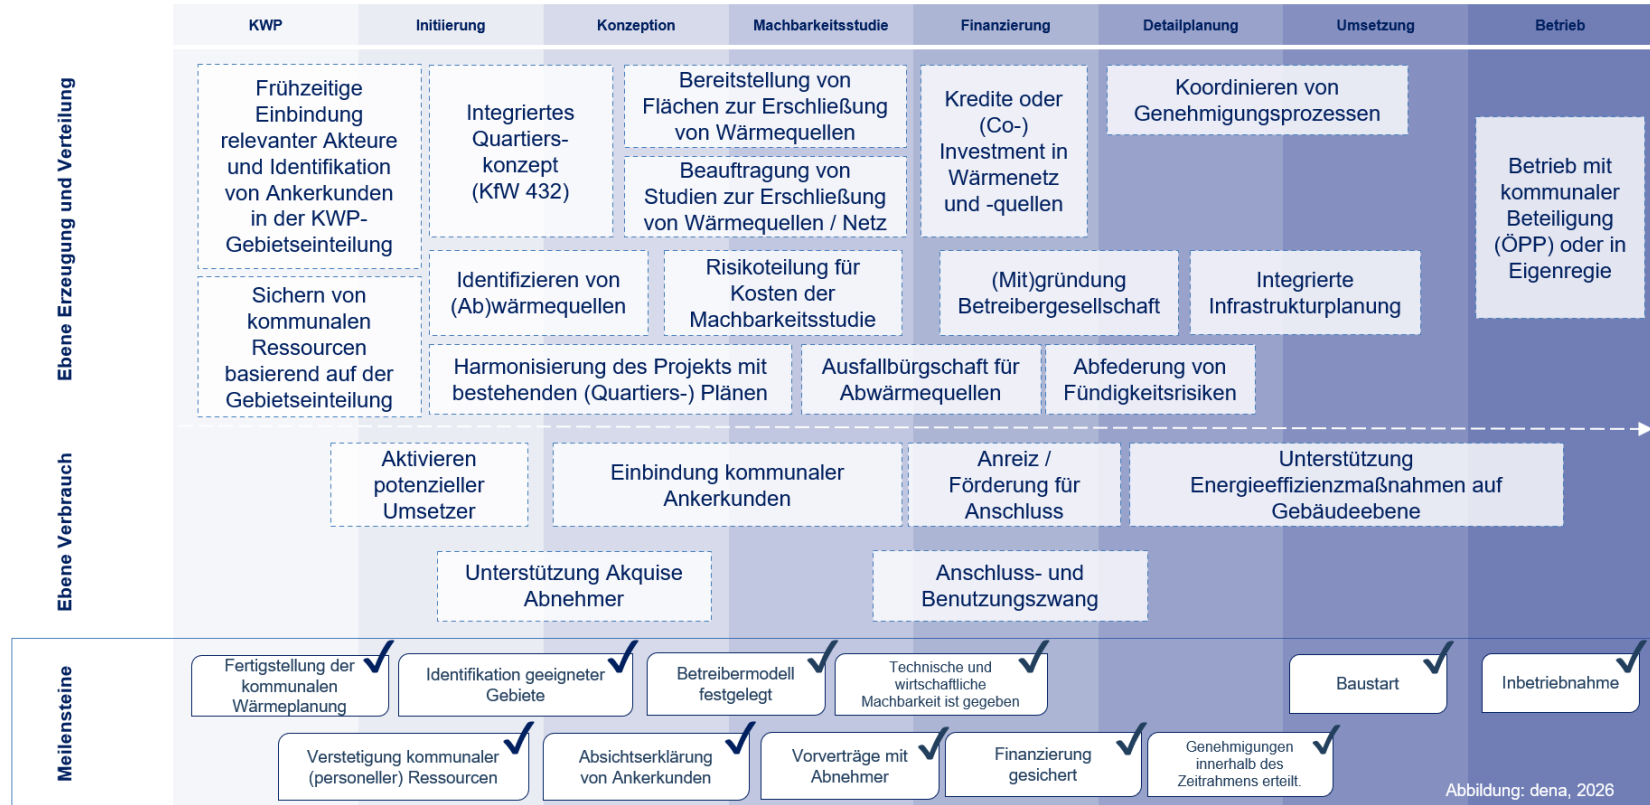 KWP
Initiierung
Konzeption
Machbarkeitsstudie
Finanzierung
Detailplanung
Umsetzung
Betrieb
Ebene Erzeugung und Verteilung
Frühzeitige
Einbindung
relevanter Akteure
und Identifikation
von Ankerkunden
in der KWP-
Gebietseinteilung
Integriertes
Quartiers-
konzept
(KfW 432)
Bereitstellung von
Flächen zur Erschließung
von Wärmequellen
Beauftragung von
Studien zur Erschließung
von Wärmequellen / Netz
Kredite oder
(Co-)
Investment in
Wärmenetz
und -quellen
Koordinieren von
Genehmigungsprozessen
Betrieb mit
kommunaler
Beteiligung
(ÖPP) oder in
Eigenregie
Sichern von
kommunalen
Ressourcen
basierend auf der
Gebietseinteilung
Identifizieren von
(Ab)wärmequellen
Risikoteilung für
Kosten der
Machbarkeitsstudie
(Mit)gründung
Betreibergesellschaft
Integrierte
Infrastrukturplanung
Harmonisierung des Projekts mit
bestehenden (Quartiers-) Plänen
Ausfallbürgschaft für
Abwärmequellen
Abfederung von
Fündigkeitsrisiken
Ebene Verbrauch
Aktivieren
potenzieller
Umsetzer
Einbindung kommunaler
Ankerkunden
Anreiz /
Förderung für
Anschluss
Unterstützung
Energieeffizienzmaßnahmen auf
Gebäudeebene
Unterstützung Akquise
Abnehmer
Anschluss- und
Benutzungszwang
Meilensteine
Fertigstellung der
kommunalen
Wärmeplanung
Identifikation geeigneter
Gebiete
Betreibermodell
festgelegt
Technische und
wirtschaftliche
Machbarkeit ist gegeben
Baustart
Inbetriebnahme
Verstetigung kommunaler
(personeller) Ressourcen
Absichtserklärung
von Ankerkunden
Vorverträge mit
Abnehmer
Finanzierung
gesichert
Genehmigungen
innerhalb des
Zeitrahmens erteilt.
Abbildung: dena, 2026